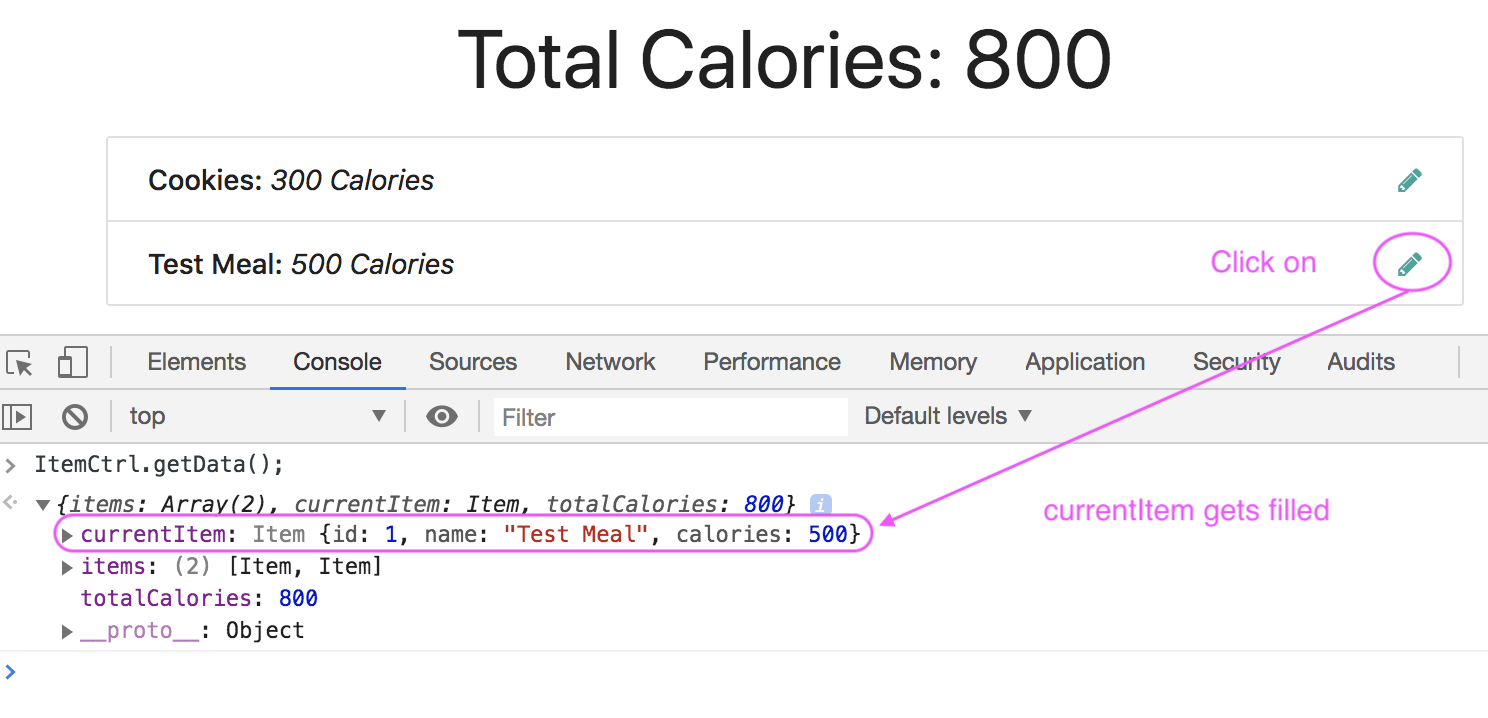 Total Calories: 800
Cookies: 300 Calories
Test Meal: 500 Calories
Click on
Elements Console Sources Network Performance Memory Application Security Audits
top Filter Default levels
ItemCtrl.getData();
{items: Array(2), currentItem: Item, totalCalories: 800} i
currentItem: Item {id: 1, name: "Test Meal", calories: 500}
currentItem gets filled
items: (2) [Item, Item]
totalCalories: 800
__proto__: Object